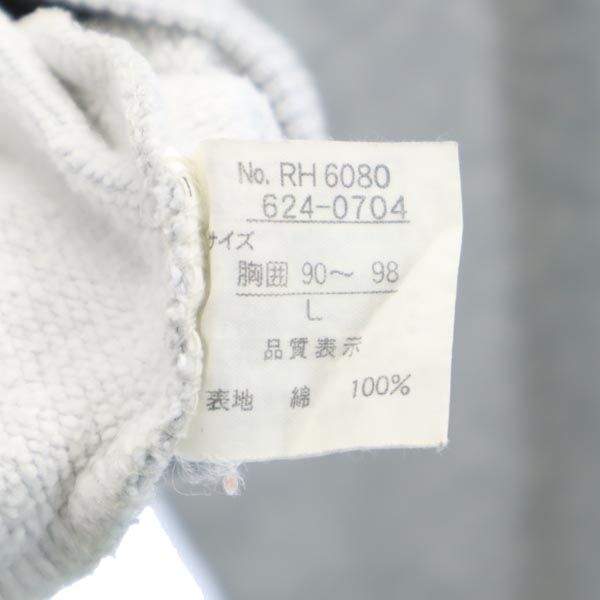 No. RH 6080
624-0704
サイズ
胸囲 90〜 98
L
品質表示
表地 綿 100%